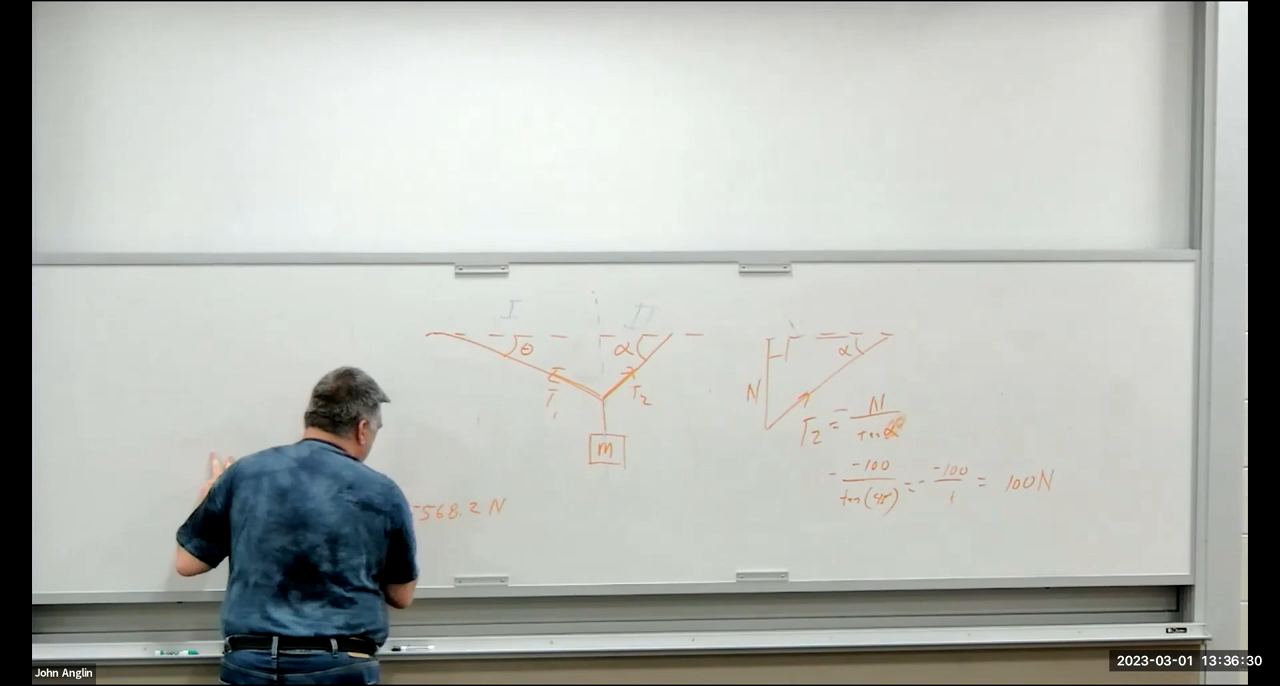 I II
θ α α
T₁ T₂ N
m
T₂ = - N / tan α
568.2 N
- -100 / tan(45) = - -100 / 1 = 100N
John Anglin
2023-03-01 13:36:30